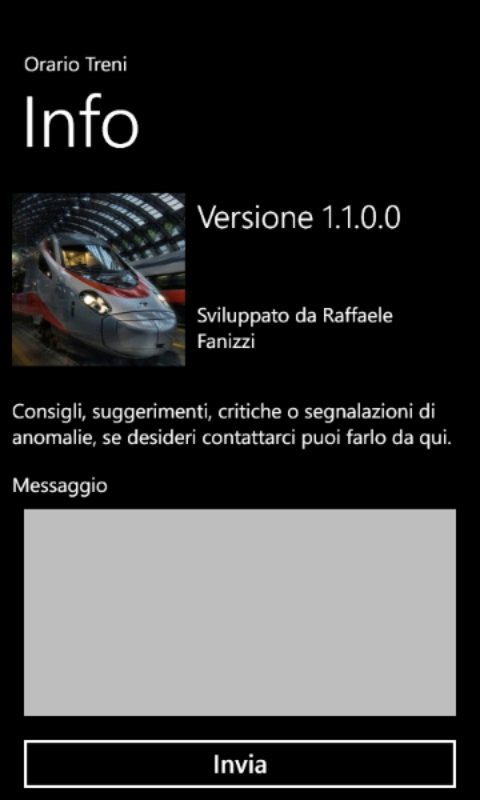 Orario Treni
Info
Versione 1.1.0.0
Sviluppato da Raffaele
Fanizzi
Consigli, suggerimenti, critiche o segnalazioni di
anomalie, se desideri contattarci puoi farlo da qui.
Messaggio
Invia